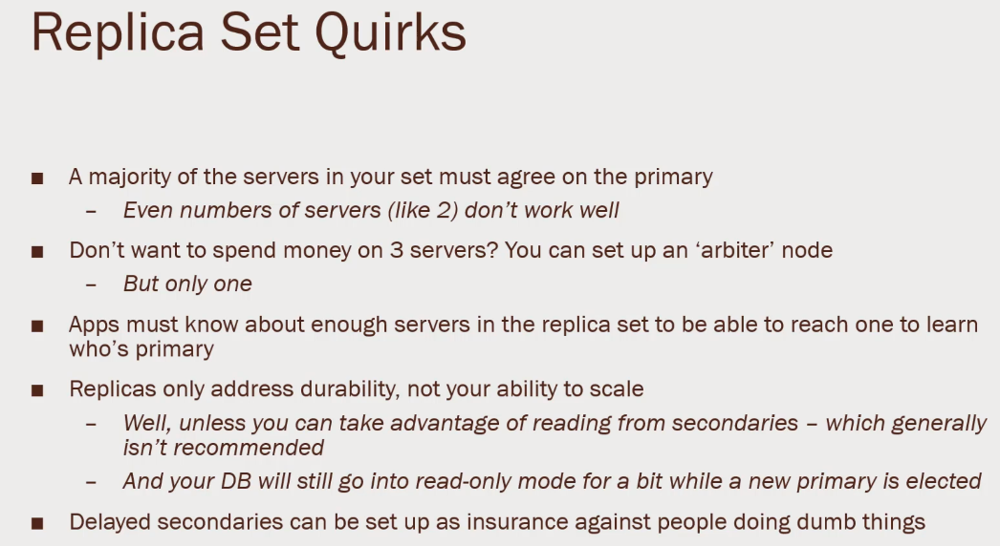 Replica Set Quirks
■ A majority of the servers in your set must agree on the primary
– Even numbers of servers (like 2) don’t work well
■ Don’t want to spend money on 3 servers? You can set up an ‘arbiter’ node
– But only one
■ Apps must know about enough servers in the replica set to be able to reach one to learn
who’s primary
■ Replicas only address durability, not your ability to scale
– Well, unless you can take advantage of reading from secondaries – which generally
isn’t recommended
– And your DB will still go into read-only mode for a bit while a new primary is elected
■ Delayed secondaries can be set up as insurance against people doing dumb things